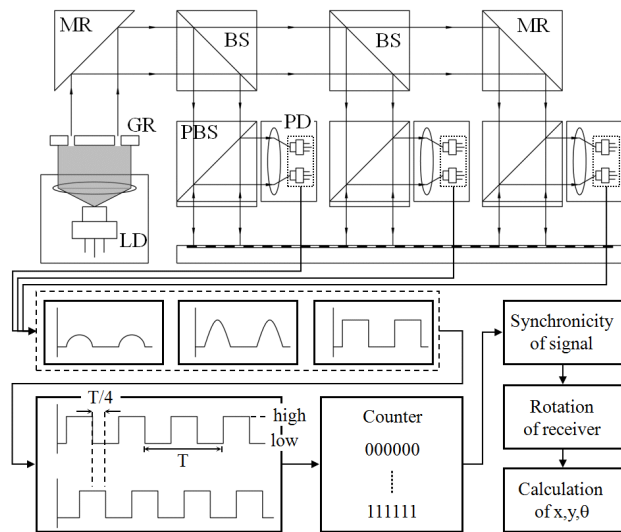 MR
BS
BS
MR
GR
PBS
PD
LD
Synchronicity
of signal
T/4
high
low
T
Counter
000000
111111
Rotation
of receiver
Calculation
of x,y,θ